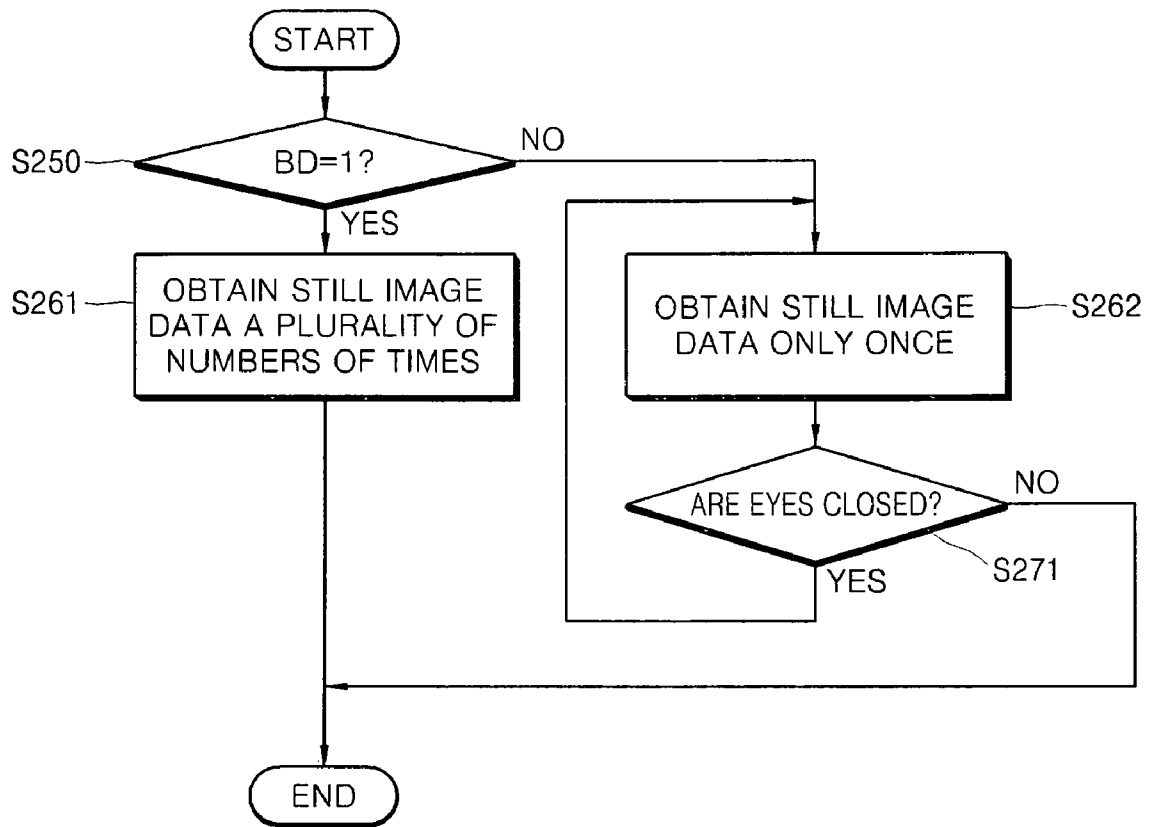 START
S250
BD=1?
NO
YES
S261
OBTAIN STILL IMAGE
DATA A PLURALITY OF
NUMBERS OF TIMES
OBTAIN STILL IMAGE
DATA ONLY ONCE
S262
ARE EYES CLOSED?
NO
S271
YES
END